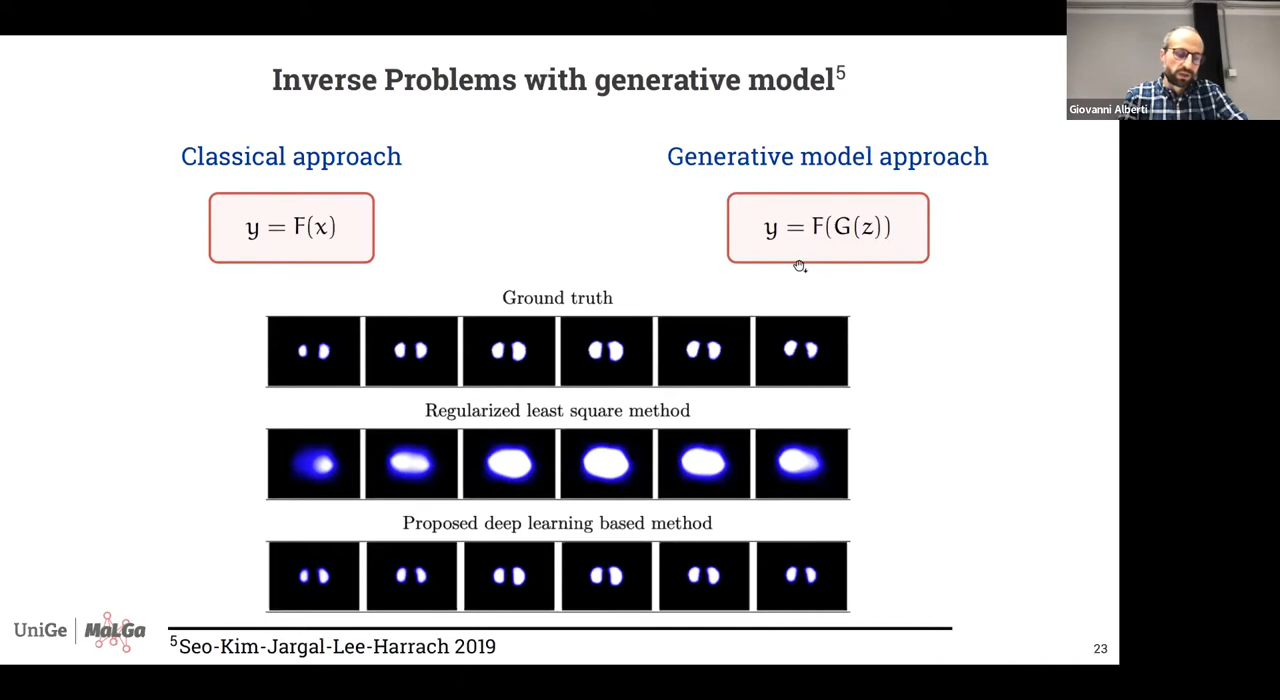 Inverse Problems with generative model5
Giovanni Alberti
Classical approach
Generative model approach
y = F(x)
y = F(G(z))
Ground truth
Regularized least square method
Proposed deep learning based method
UniGe | MaLGa
5Seo-Kim-Jargal-Lee-Harrach 2019
23